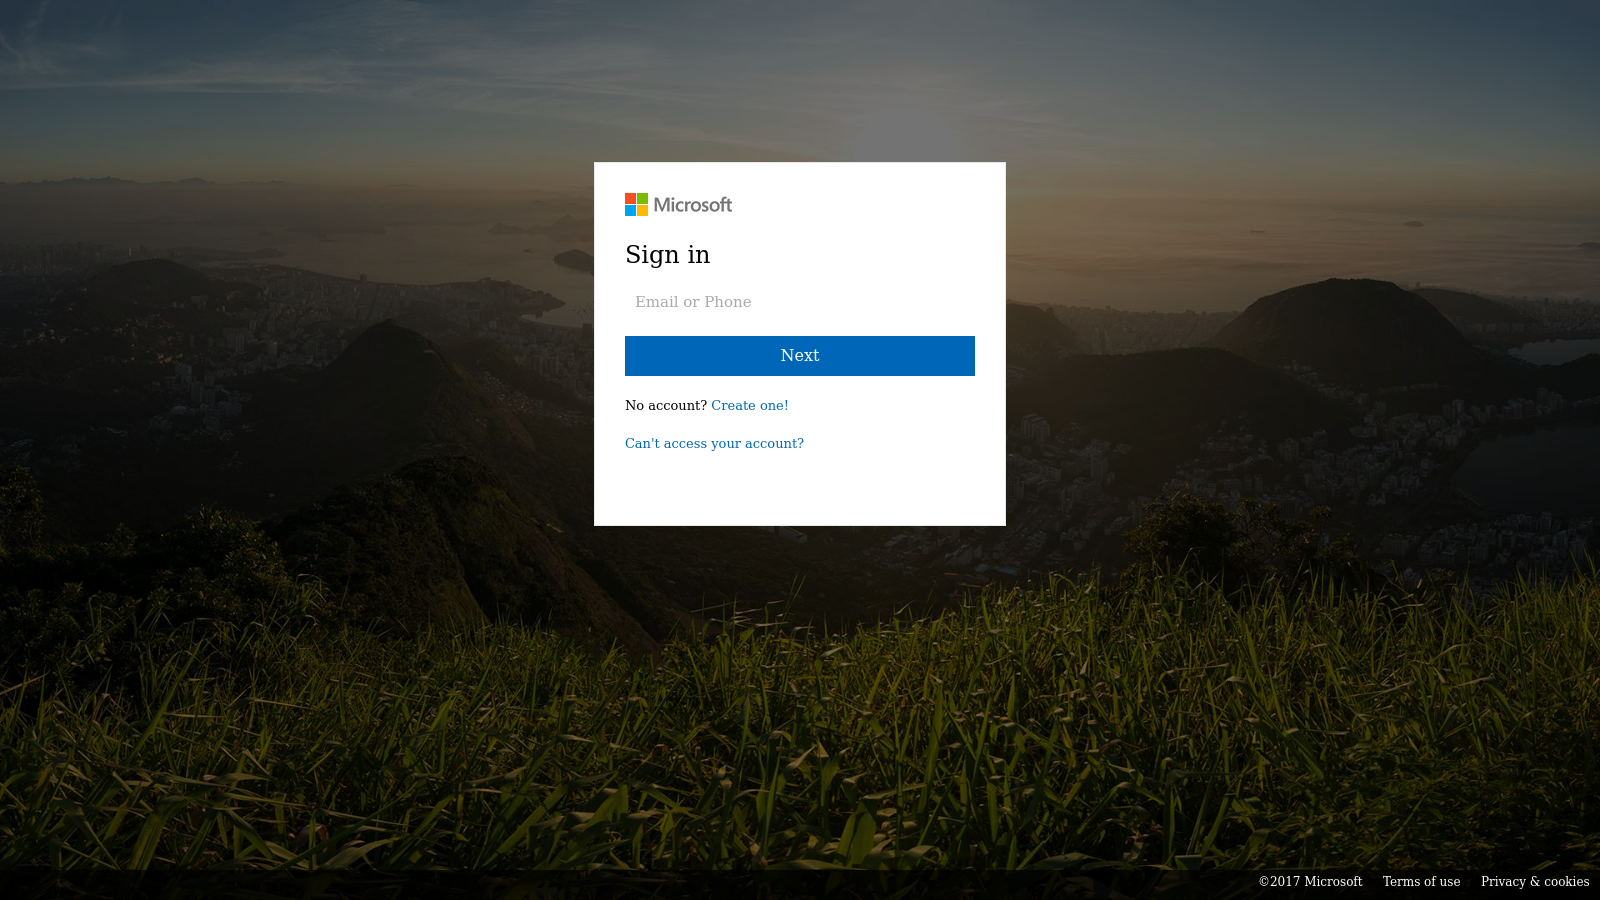 Microsoft
Sign in
Email or Phone
Next
No account? Create one!
Can't access your account?
©2017 Microsoft Terms of use Privacy & cookies